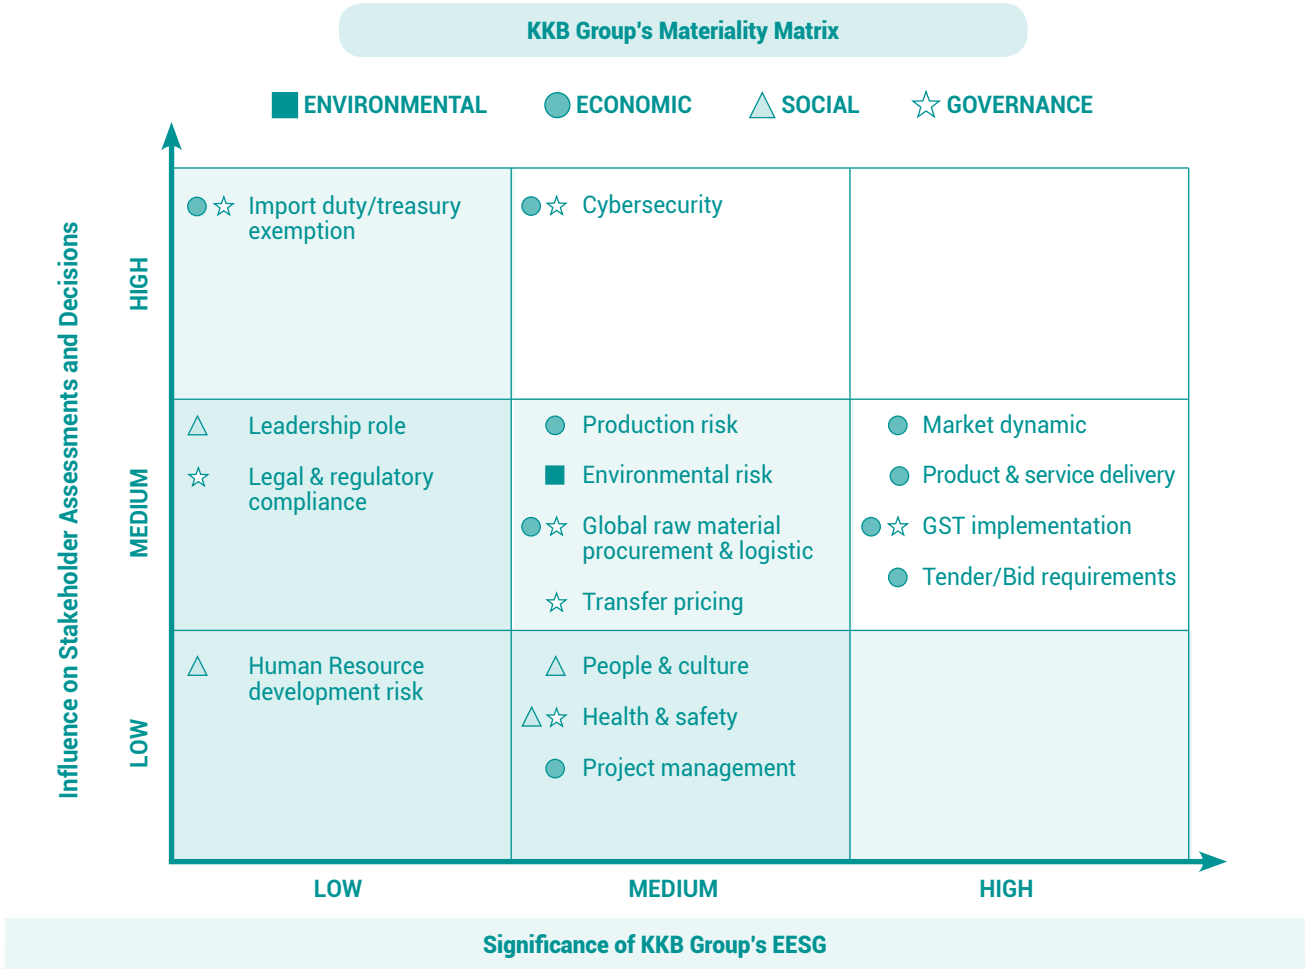 KKB Group's Materiality Matrix
ENVIRONMENTAL
ECONOMIC
SOCIAL
GOVERNANCE
Influence on Stakeholder Assessments and Decisions
HIGH
Import duty/treasury
exemption
Cybersecurity
MEDIUM
Leadership role
Legal & regulatory
compliance
Production risk
Environmental risk
Global raw material
procurement & logistic
Transfer pricing
Market dynamic
Product & service delivery
GST implementation
Tender/Bid requirements
LOW
Human Resource
development risk
People & culture
Health & safety
Project management
LOW
MEDIUM
HIGH
Significance of KKB Group's EESG